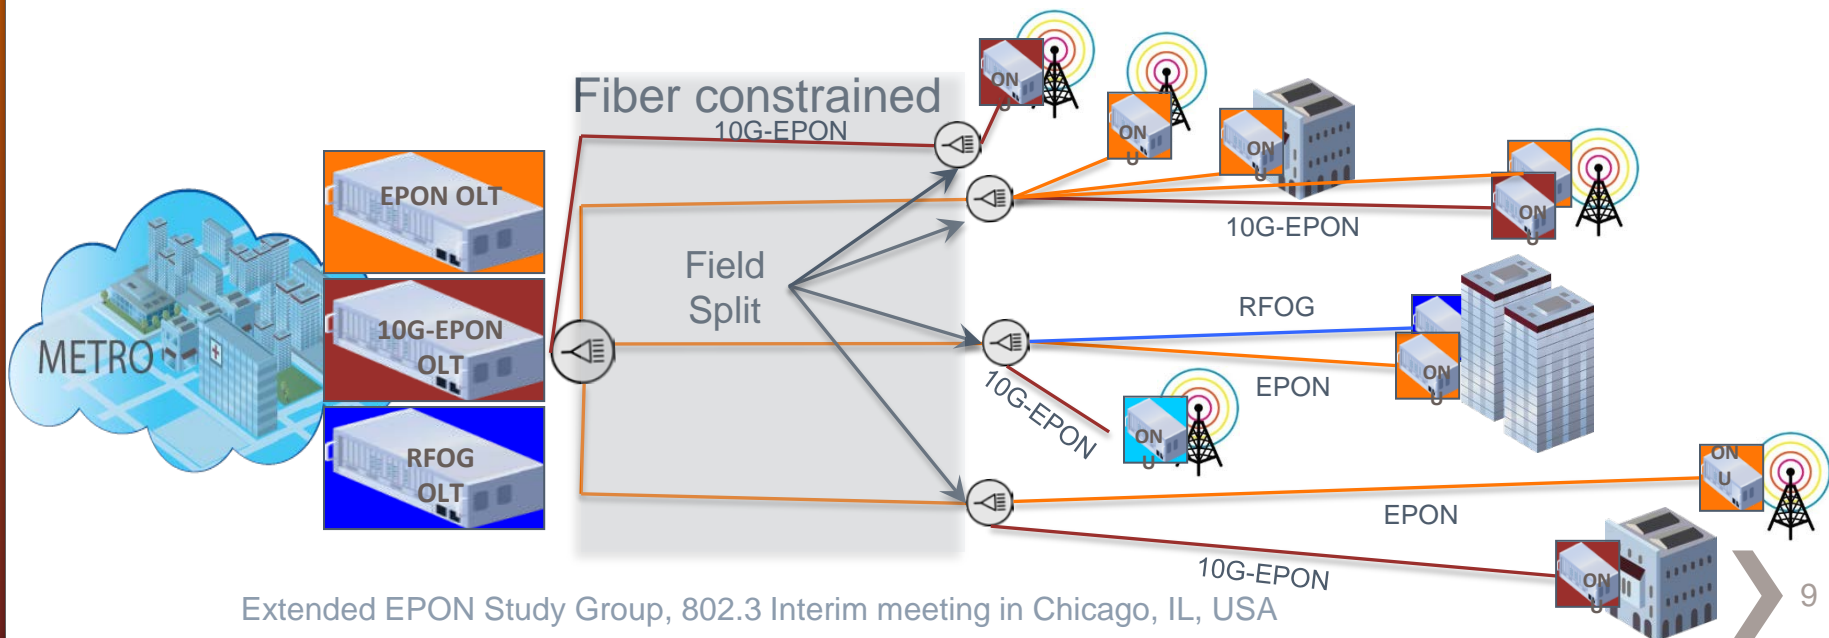 Fiber constrained
10G-EPON
ON
U
ON
U
ON
U
ON
U
10G-EPON
EPON OLT
Field
Split
10G-EPON
OLT
METRO
RFOG
OLT
RFOG
ON
U
EPON
10G-EPON
ON
U
ON
U
EPON
10G-EPON
ON
U
Extended EPON Study Group, 802.3 Interim meeting in Chicago, IL, USA
9